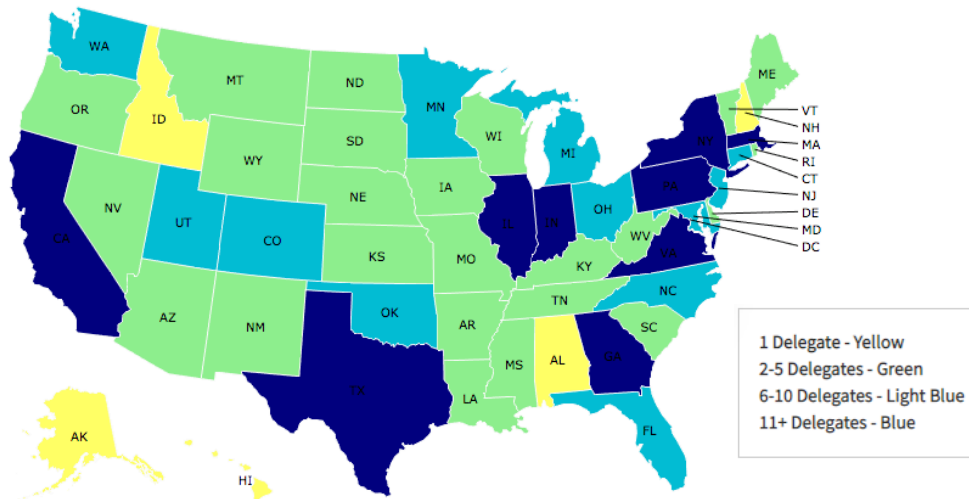 WA
MT
ND
MN
ME
OR
ID
SD
WI
MI
NY
VT
NH
MA
RI
CT
NJ
DE
MD
DC
WY
NE
IA
PA
NV
UT
CO
IL
IN
OH
WV
VA
CA
KS
MO
KY
NC
AZ
NM
OK
AR
TN
SC
TX
LA
MS
AL
GA
FL
AK
HI
1 Delegate - Yellow
2-5 Delegates - Green
6-10 Delegates - Light Blue
11+ Delegates - Blue